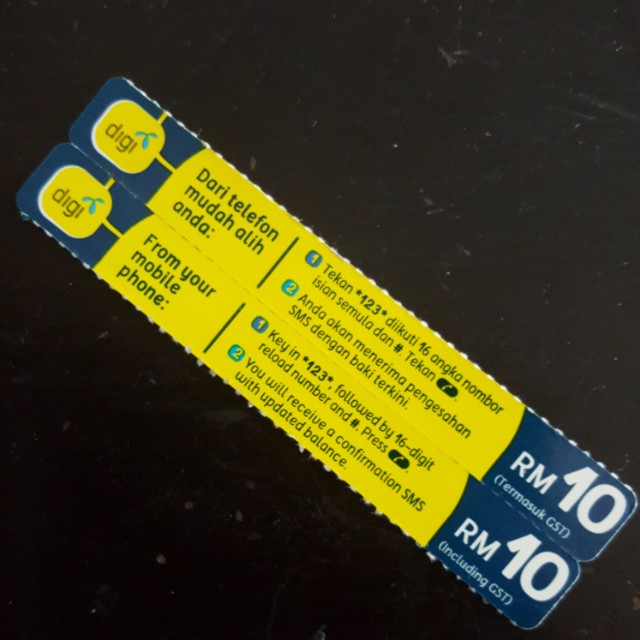 digi
Dari telefon
mudah alih
anda:
1 Tekan *123* diikuti 16 angka nombor
isian semula dan #. Tekan
2 Anda akan menerima pengesahan
SMS dengan baki terkini.
RM 10
(Termasuk GST)
digi
From your
mobile
phone:
1 Key in *123*, followed by 16-digit
reload number and #. Press
2 You will receive a confirmation SMS
with updated balance.
RM 10
(Including GST)